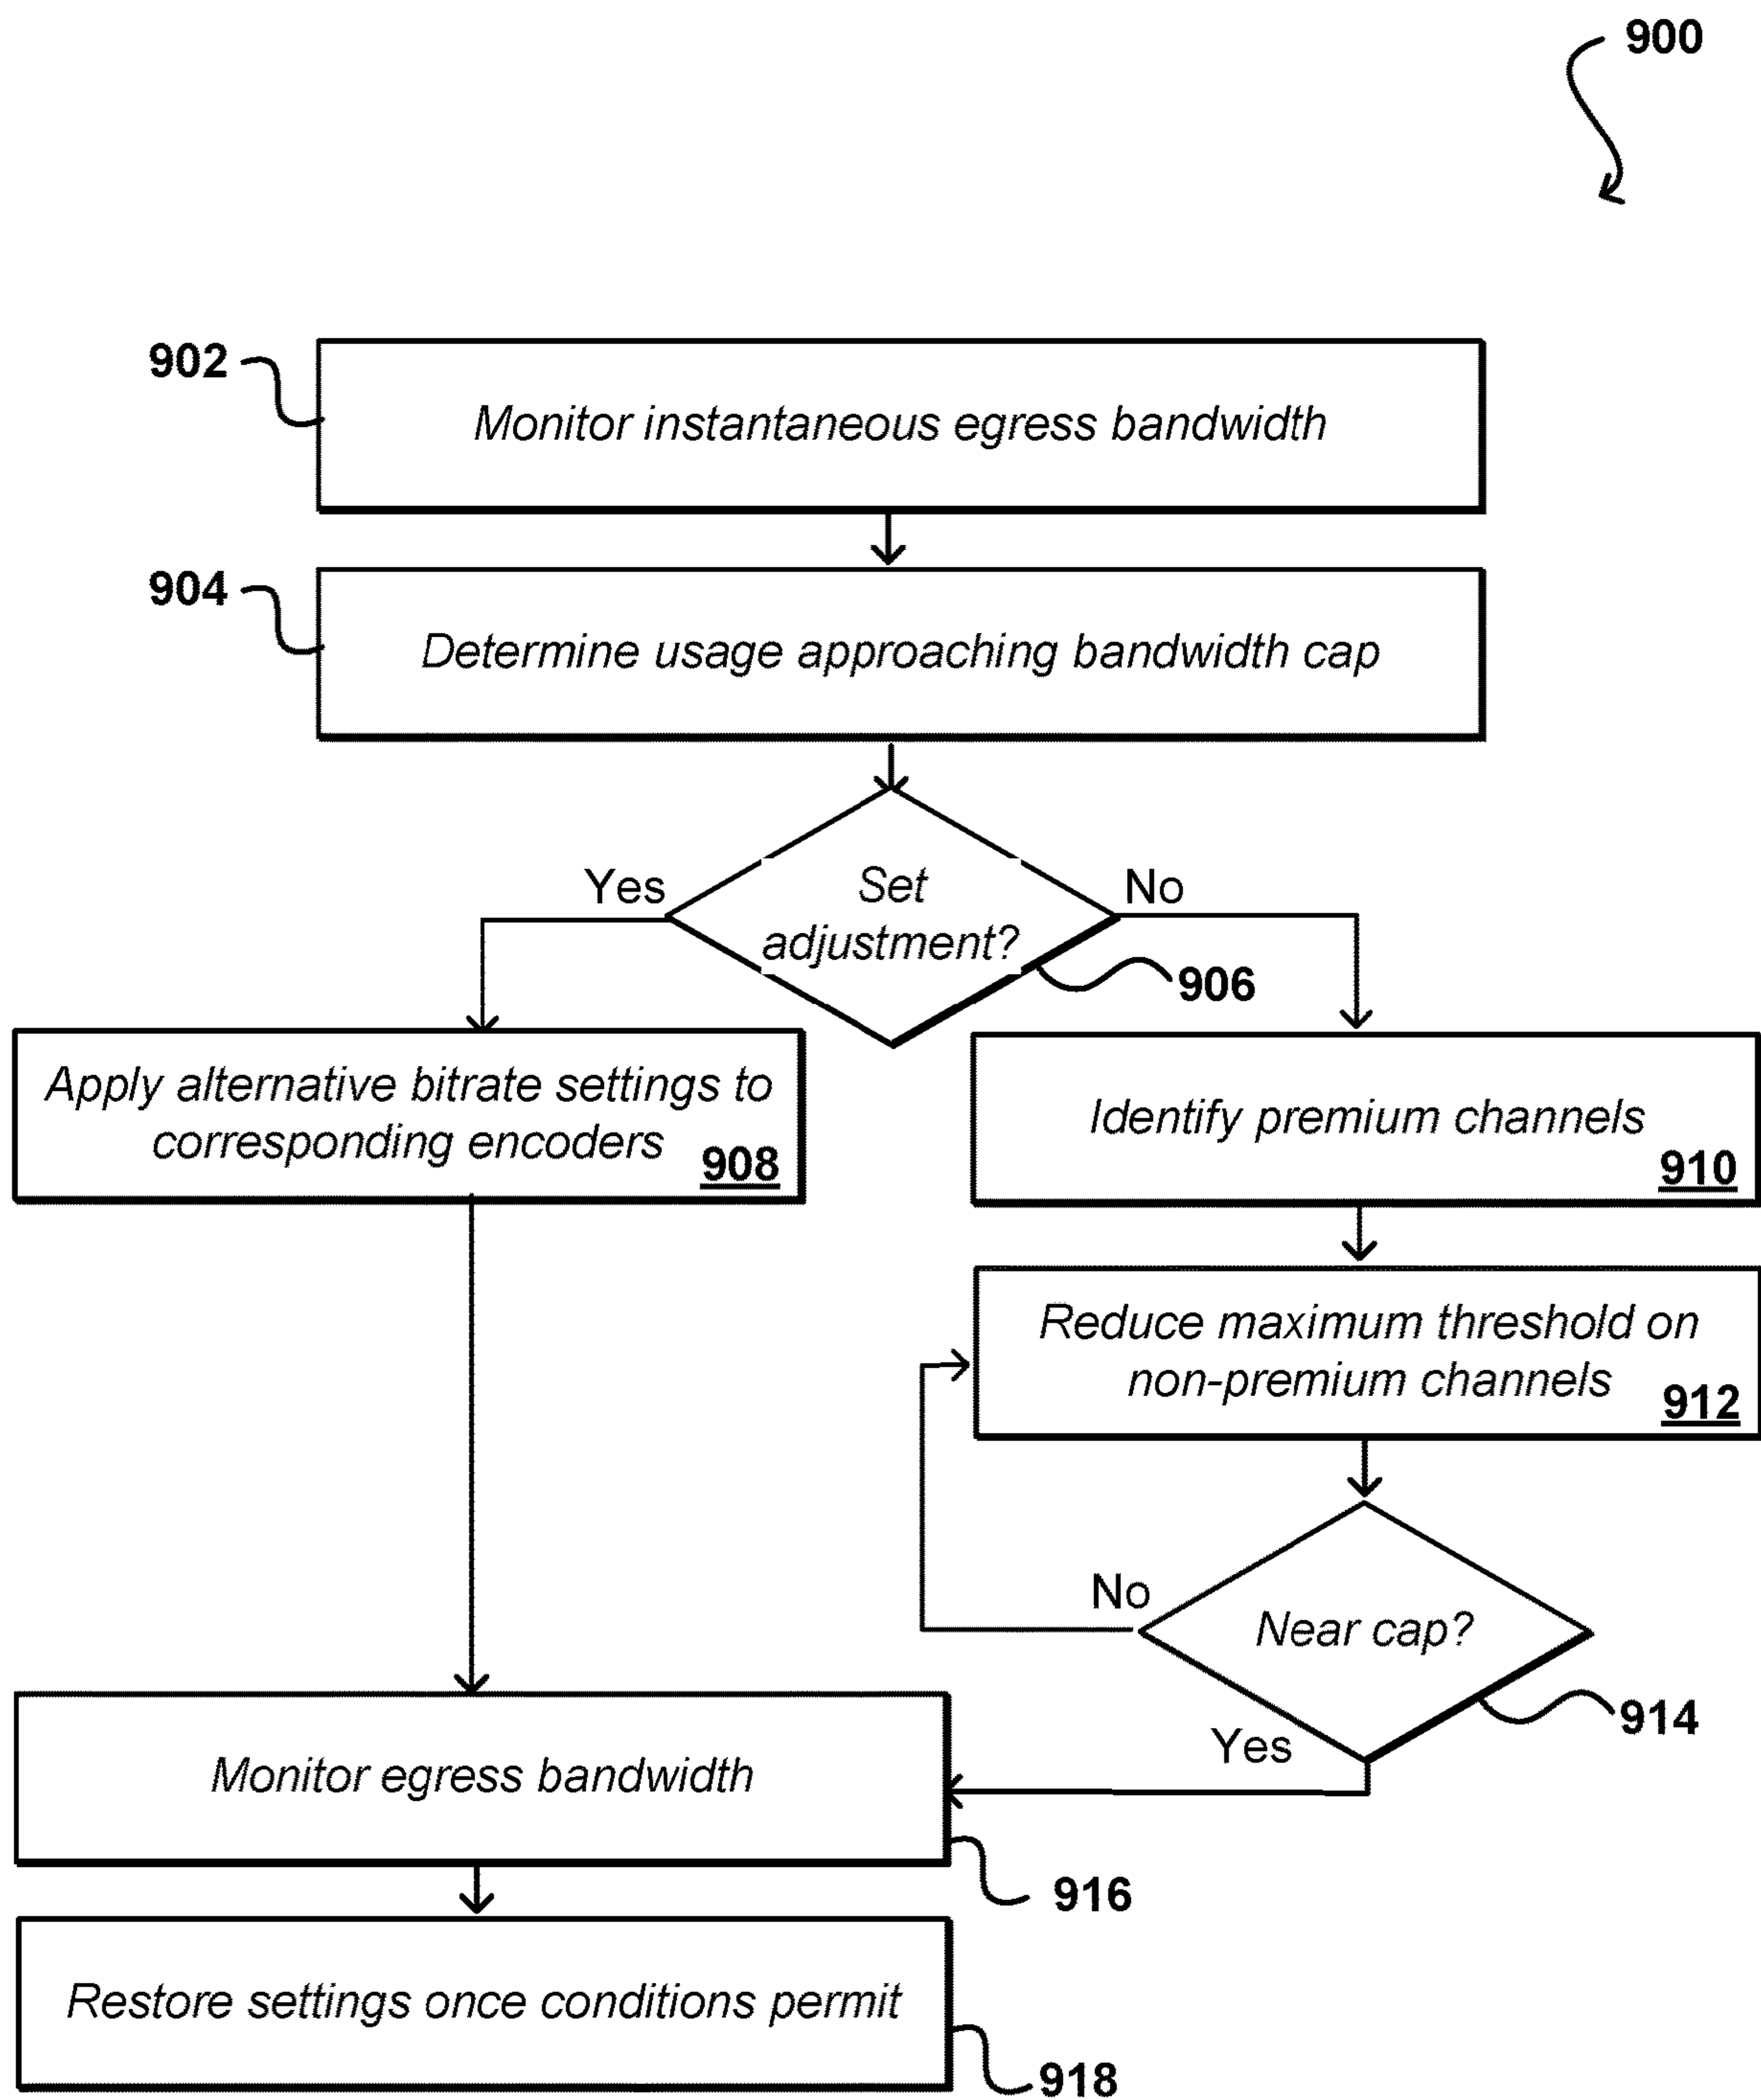 900
902
Monitor instantaneous egress bandwidth
904
Determine usage approaching bandwidth cap
Yes
Set
adjustment?
No
906
Apply alternative bitrate settings to
corresponding encoders
908
Identify premium channels
910
Reduce maximum threshold on
non-premium channels
912
No
Near cap?
914
Yes
Monitor egress bandwidth
916
Restore settings once conditions permit
918